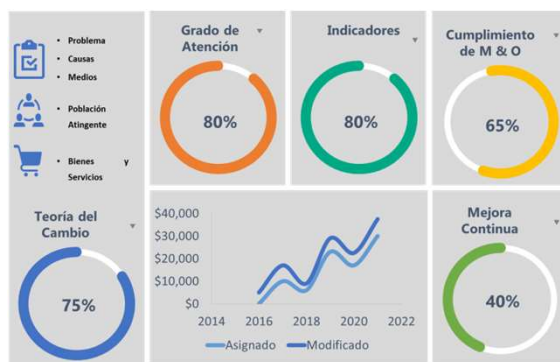 Problema
Causas
Medios
Población
Atingente
Bienes y
Servicios
Grado de
Atención
80%
Indicadores
80%
Cumplimiento
de M & O
65%
Teoría del
Cambio
75%
$40,000
$30,000
$20,000
$10,000
$0
2014 2016 2018 2020 2022
Asignado Modificado
Mejora
Continua
40%